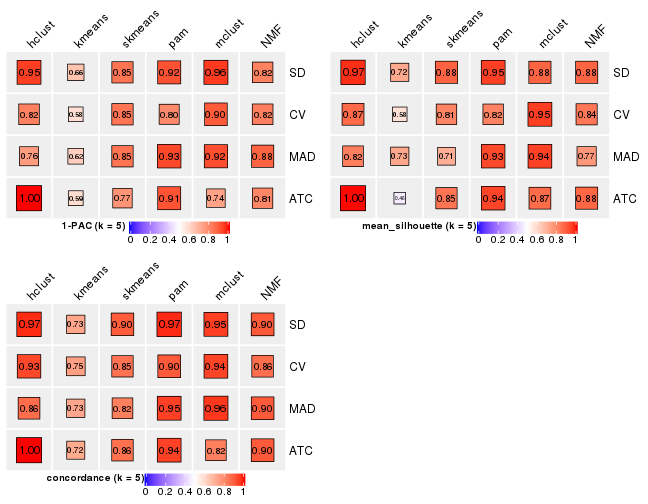 hclust kmeans skmeans pam mclust NMF
0.95 0.66 0.85 0.92 0.96 0.82 SD
0.82 0.58 0.85 0.80 0.90 0.82 CV
0.76 0.62 0.85 0.93 0.92 0.88 MAD
1.00 0.59 0.77 0.91 0.74 0.81 ATC
1-PAC (k = 5)
0 0.2 0.4 0.6 0.8 1
hclust kmeans skmeans pam mclust NMF
0.97 0.72 0.88 0.95 0.88 0.88 SD
0.87 0.58 0.81 0.82 0.95 0.84 CV
0.82 0.73 0.71 0.93 0.94 0.77 MAD
1.00 0.46 0.85 0.94 0.87 0.88 ATC
mean_silhouette (k = 5)
0 0.2 0.4 0.6 0.8 1
hclust kmeans skmeans pam mclust NMF
0.97 0.73 0.90 0.97 0.95 0.90 SD
0.93 0.75 0.85 0.90 0.94 0.86 CV
0.86 0.73 0.82 0.95 0.96 0.90 MAD
1.00 0.72 0.86 0.94 0.82 0.90 ATC
concordance (k = 5)
0 0.2 0.4 0.6 0.8 1